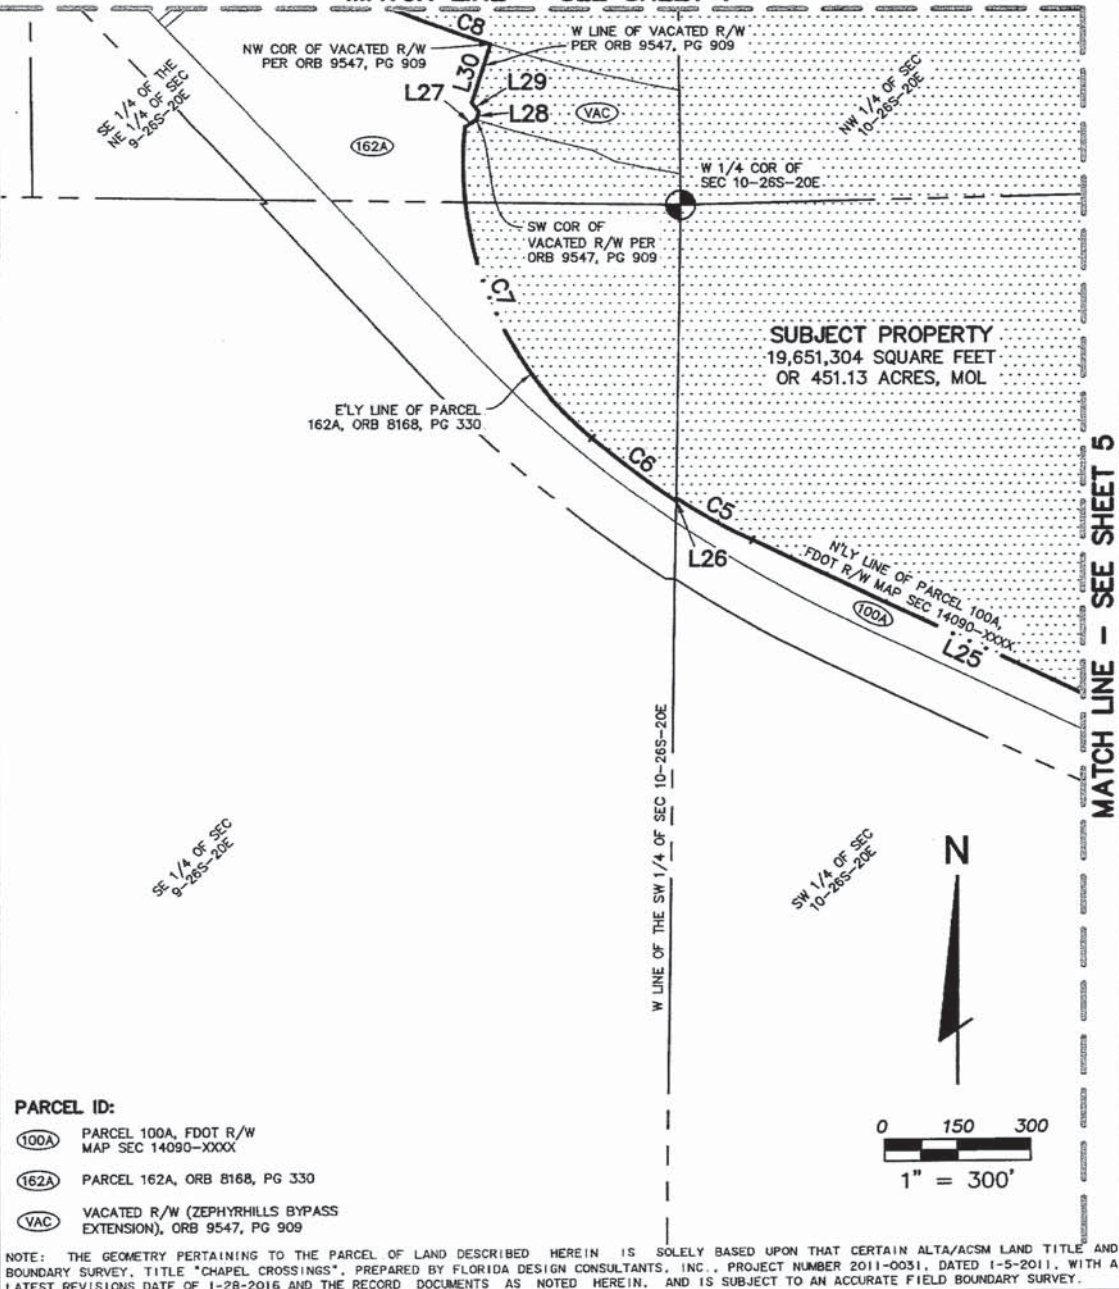 C8
W LINE OF VACATED R/W
PER ORB 9547, PG 909
NW COR OF VACATED R/W
PER ORB 9547, PG 909
L30
L29
L27
L28
VAC
SE 1/4 OF THE
NE 1/4 OF SEC
9-26S-20E
NW 1/4 OF SEC
10-26S-20E
162A
W 1/4 COR OF
SEC 10-26S-20E
SW COR OF
VACATED R/W PER
ORB 9547, PG 909
C7
SUBJECT PROPERTY
19,651,304 SQUARE FEET
OR 451.13 ACRES, MOL
E'LY LINE OF PARCEL
162A, ORB 8168, PG 330
C6
C5
L26
N'LY LINE OF PARCEL 100A,
FDOT R/W MAP SEC 14090-XXXX
100A
L25
MATCH LINE - SEE SHEET 5
W LINE OF THE SW 1/4 OF SEC 10-26S-20E
SE 1/4 OF SEC
9-26S-20E
SW 1/4 OF SEC
10-26S-20E
N
0 150 300
1" = 300'
PARCEL ID:
100A PARCEL 100A, FDOT R/W
MAP SEC 14090-XXXX
162A PARCEL 162A, ORB 8168, PG 330
VAC VACATED R/W (ZEPHYRHILLS BYPASS
EXTENSION), ORB 9547, PG 909
NOTE: THE GEOMETRY PERTAINING TO THE PARCEL OF LAND DESCRIBED HEREIN IS SOLELY BASED UPON THAT CERTAIN ALTA/ACSM LAND TITLE AND
BOUNDARY SURVEY, TITLE "CHAPEL CROSSINGS", PREPARED BY FLORIDA DESIGN CONSULTANTS, INC., PROJECT NUMBER 2011-0031, DATED 1-5-2011, WITH A
LATEST REVISIONS DATE OF 1-28-2016 AND THE RECORD DOCUMENTS AS NOTED HEREIN, AND IS SUBJECT TO AN ACCURATE FIELD BOUNDARY SURVEY.